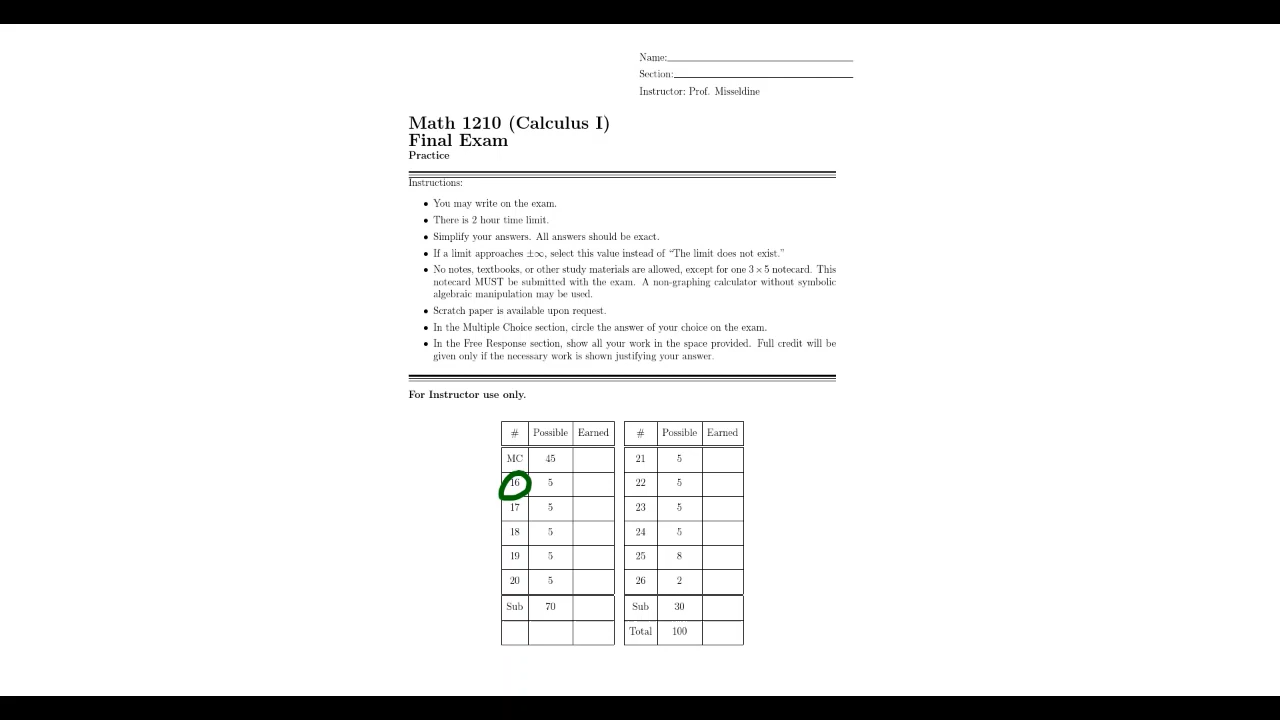 Name:
Section:
Instructor: Prof. Misseldine
Math 1210 (Calculus I)
Final Exam
Practice
Instructions:
• You may write on the exam.
• There is 2 hour time limit.
• Simplify your answers. All answers should be exact.
• If a limit approaches ±∞, select this value instead of “The limit does not exist.”
• No notes, textbooks, or other study materials are allowed, except for one 3 × 5 notecard. This
notecard MUST be submitted with the exam. A non-graphing calculator without symbolic
algebraic manipulation may be used.
• Scratch paper is available upon request.
• In the Multiple Choice section, circle the answer of your choice on the exam.
• In the Free Response section, show all your work in the space provided. Full credit will be
given only if the necessary work is shown justifying your answer.
For Instructor use only.
# Possible Earned # Possible Earned
MC 45 21 5
16 5 22 5
17 5 23 5
18 5 24 5
19 5 25 8
20 5 26 2
Sub 70 Sub 30
Total 100